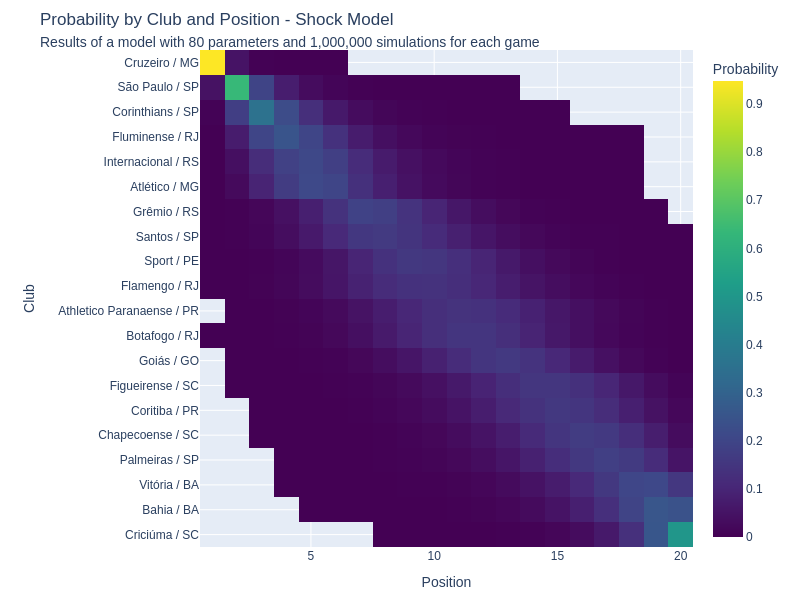 Probability by Club and Position - Shock Model
Results of a model with 80 parameters and 1,000,000 simulations for each game
Probability
Cruzeiro / MG
São Paulo / SP
Corinthians / SP
Fluminense / RJ
Internacional / RS
Atlético / MG
Grêmio / RS
Santos / SP
Sport / PE
Flamengo / RJ
Athletico Paranaense / PR
Botafogo / RJ
Goiás / GO
Figueirense / SC
Coritiba / PR
Chapecoense / SC
Palmeiras / SP
Vitória / BA
Bahia / BA
Criciúma / SC
Club
5
10
15
20
Position
0.9
0.8
0.7
0.6
0.5
0.4
0.3
0.2
0.1
0